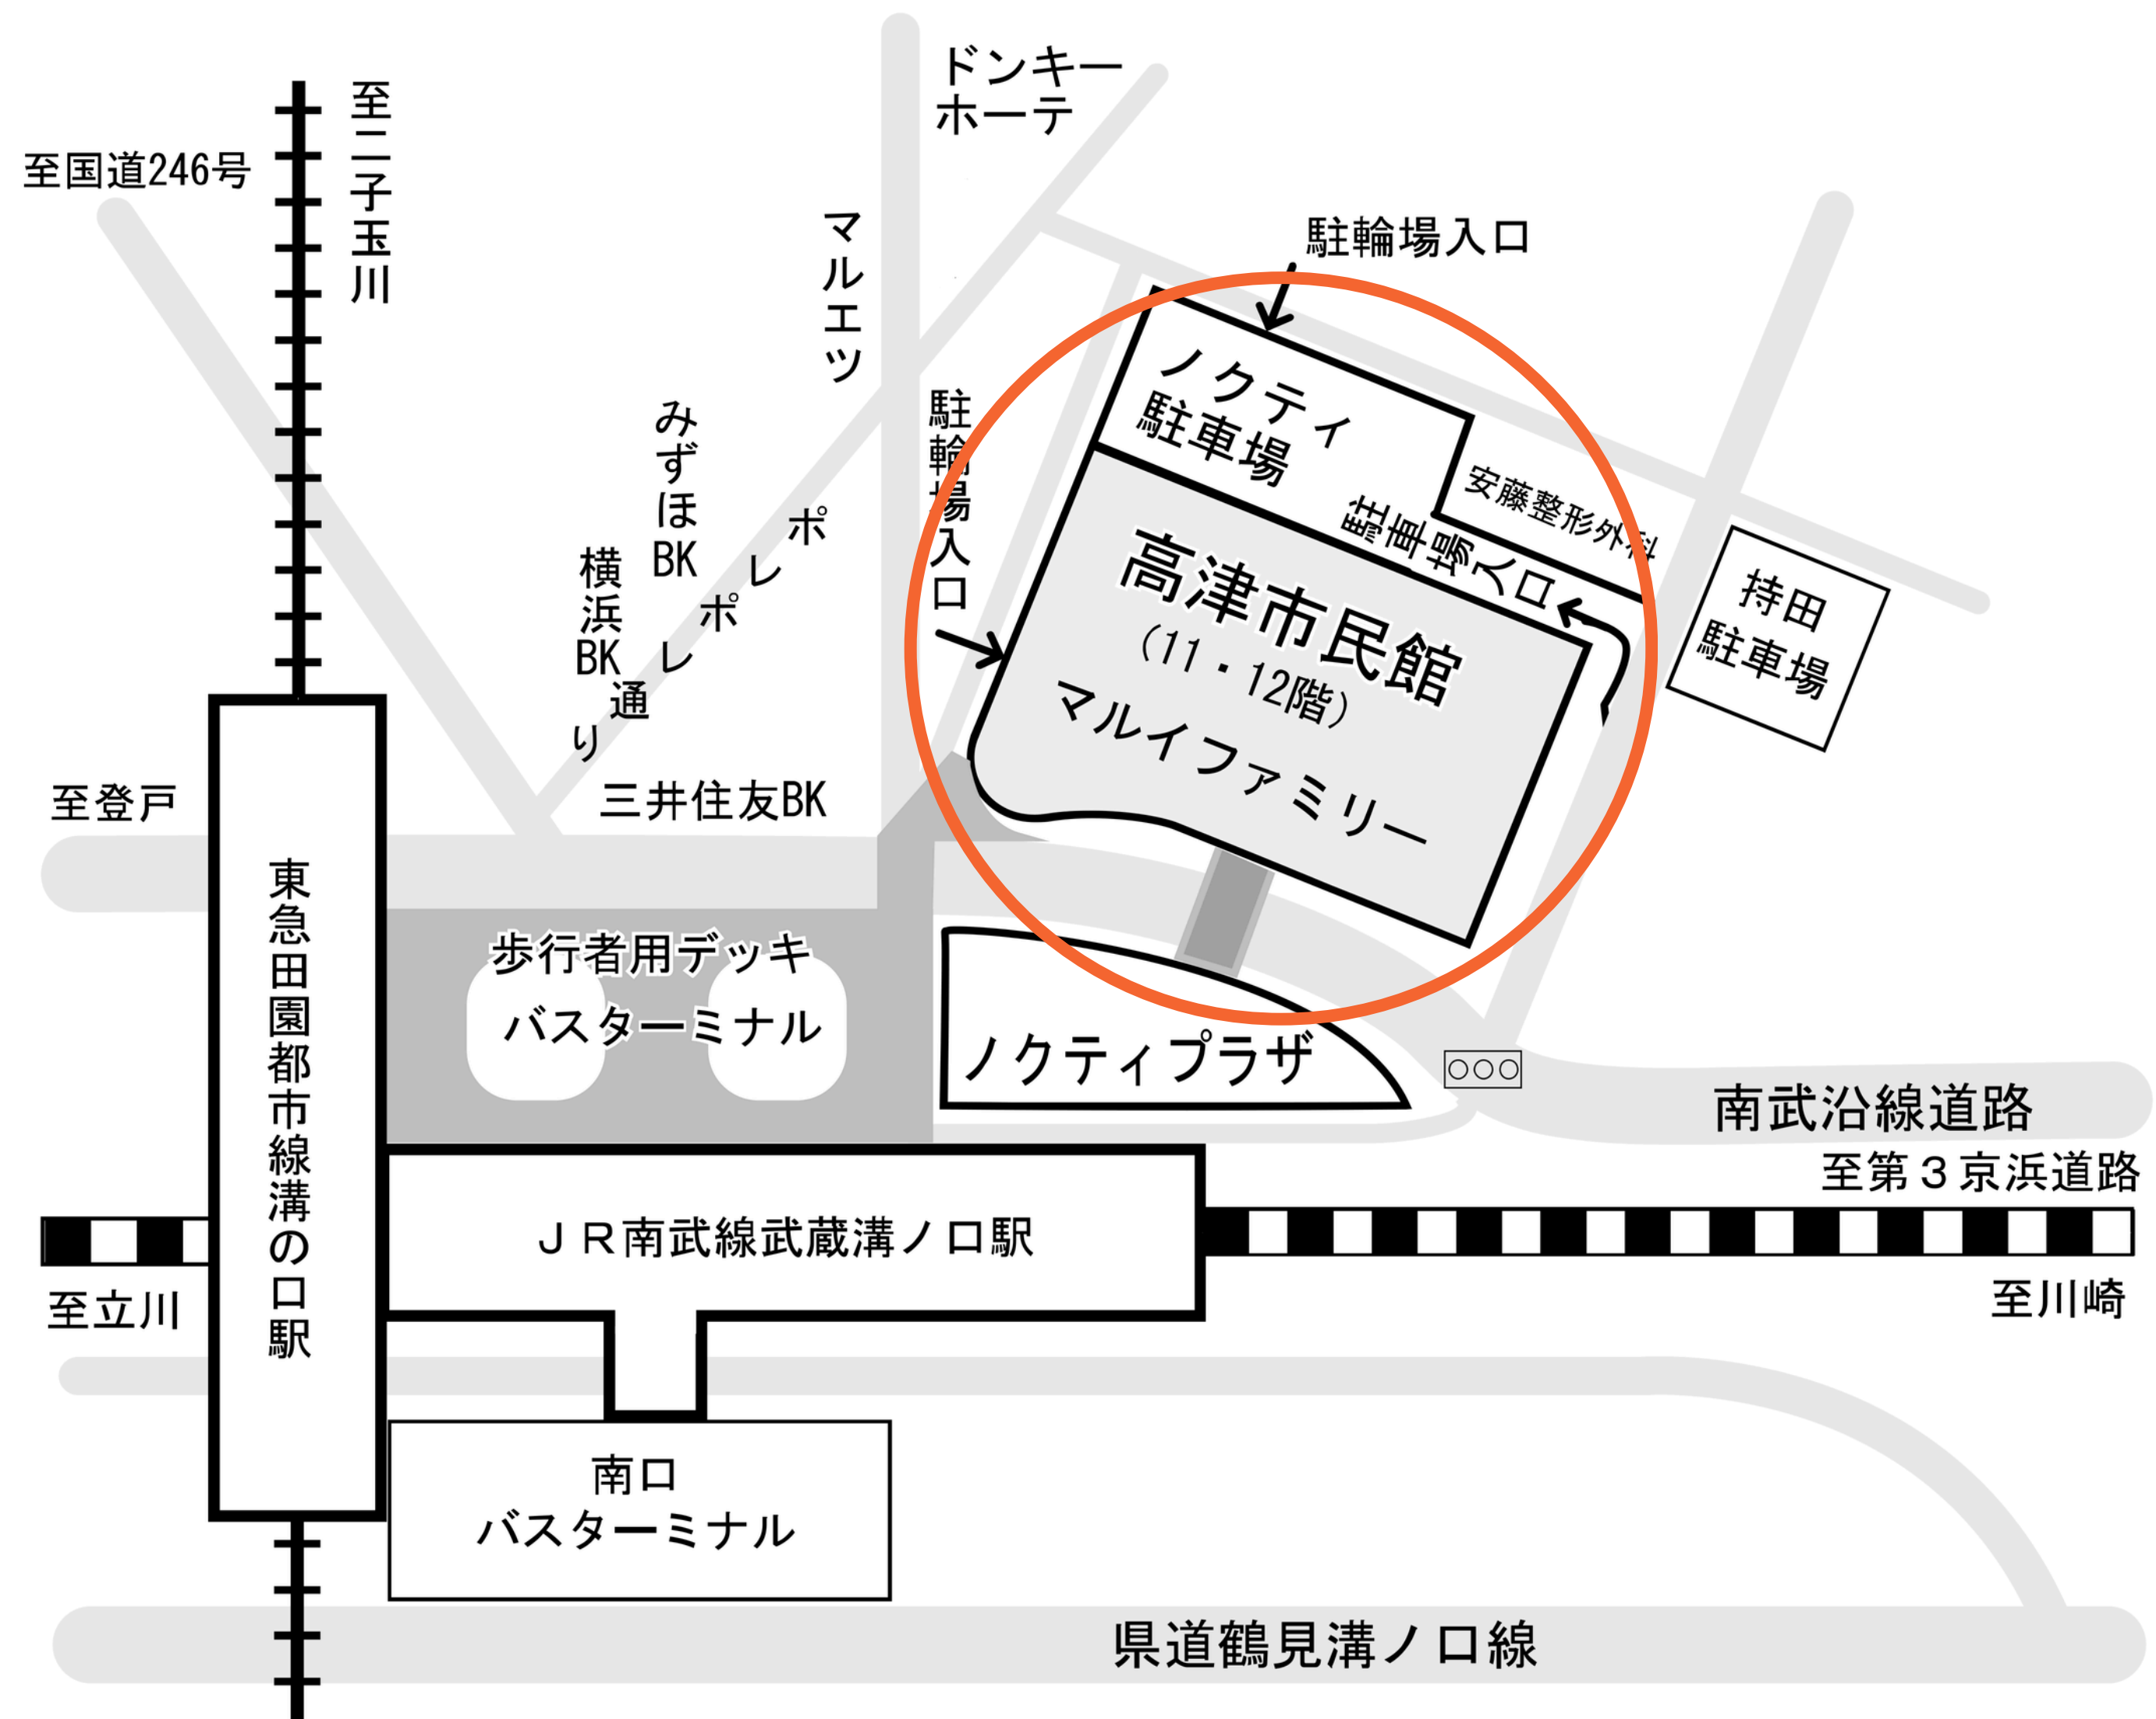 ドンキー
ホーテ
至二子玉川
至国道246号
マルエツ
駐輪場入口
みずほBK
横浜BK
ポレポレ通り
駐輪場入口
ノクティ
駐車場
駐車場入口
安藤整形外科
持田
駐車場
高津市民館
（11・12階）
マルイファミリー
三井住友BK
至登戸
東急田園都市線溝の口駅
歩行者用デッキ
バスターミナル
ノクティプラザ
南武沿線道路
至第３京浜道路
ＪＲ南武線武蔵溝ノ口駅
至立川
至川崎
南口
バスターミナル
県道鶴見溝ノ口線